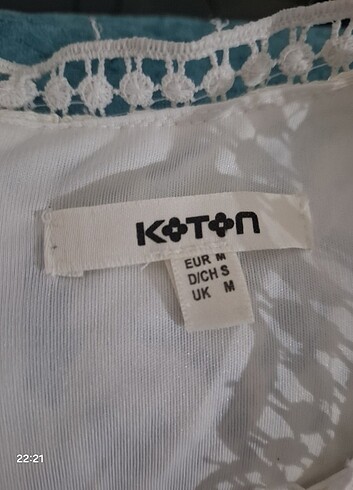 KOTON
EUR M
D/CH S
UK M
22:21